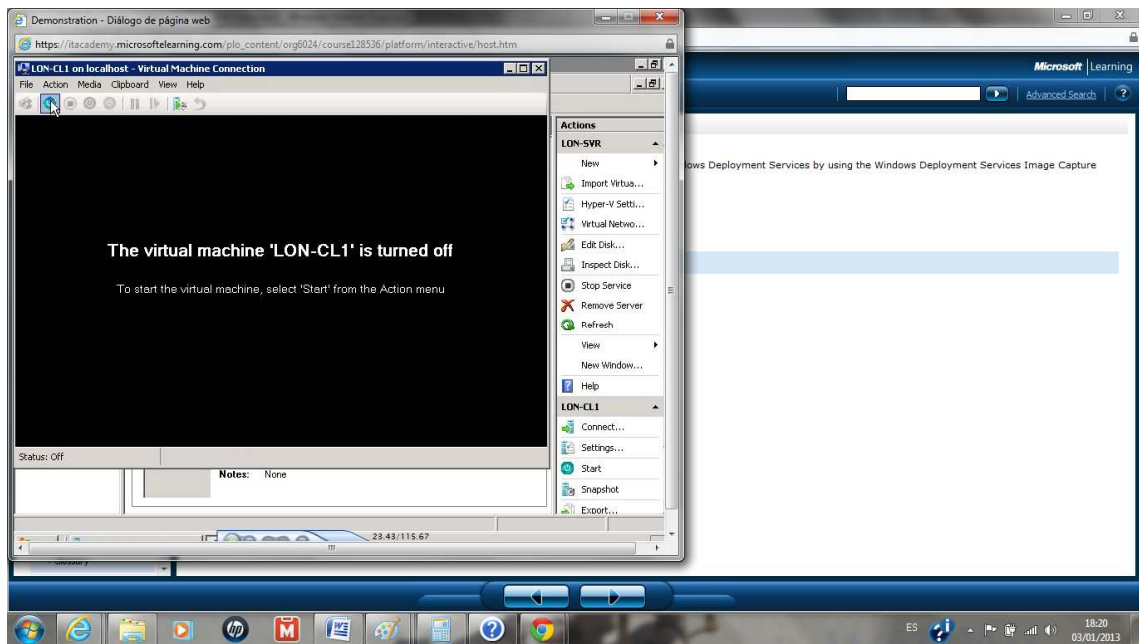 Demonstration - Diálogo de página web
https://itacademy.microsoftelearning.com/plo_content/org6024/course128536/platform/interactive/host.htm
LON-CL1 on localhost - Virtual Machine Connection
File Action Media Clipboard View Help
The virtual machine 'LON-CL1' is turned off
To start the virtual machine, select 'Start' from the Action menu
Status: Off
Notes: None
23.43/115.67
Actions
LON-SVR
New
Import Virtua...
Hyper-V Setti...
Virtual Netwo...
Edit Disk...
Inspect Disk...
Stop Service
Remove Server
Refresh
View
New Window...
Help
LON-CL1
Connect...
Settings...
Start
Snapshot
Export...
Microsoft Learning
Advanced Search
Deployment Services by using the Windows Deployment Services Image Capture
Glossary
hp
ES
18:20
03/01/2013